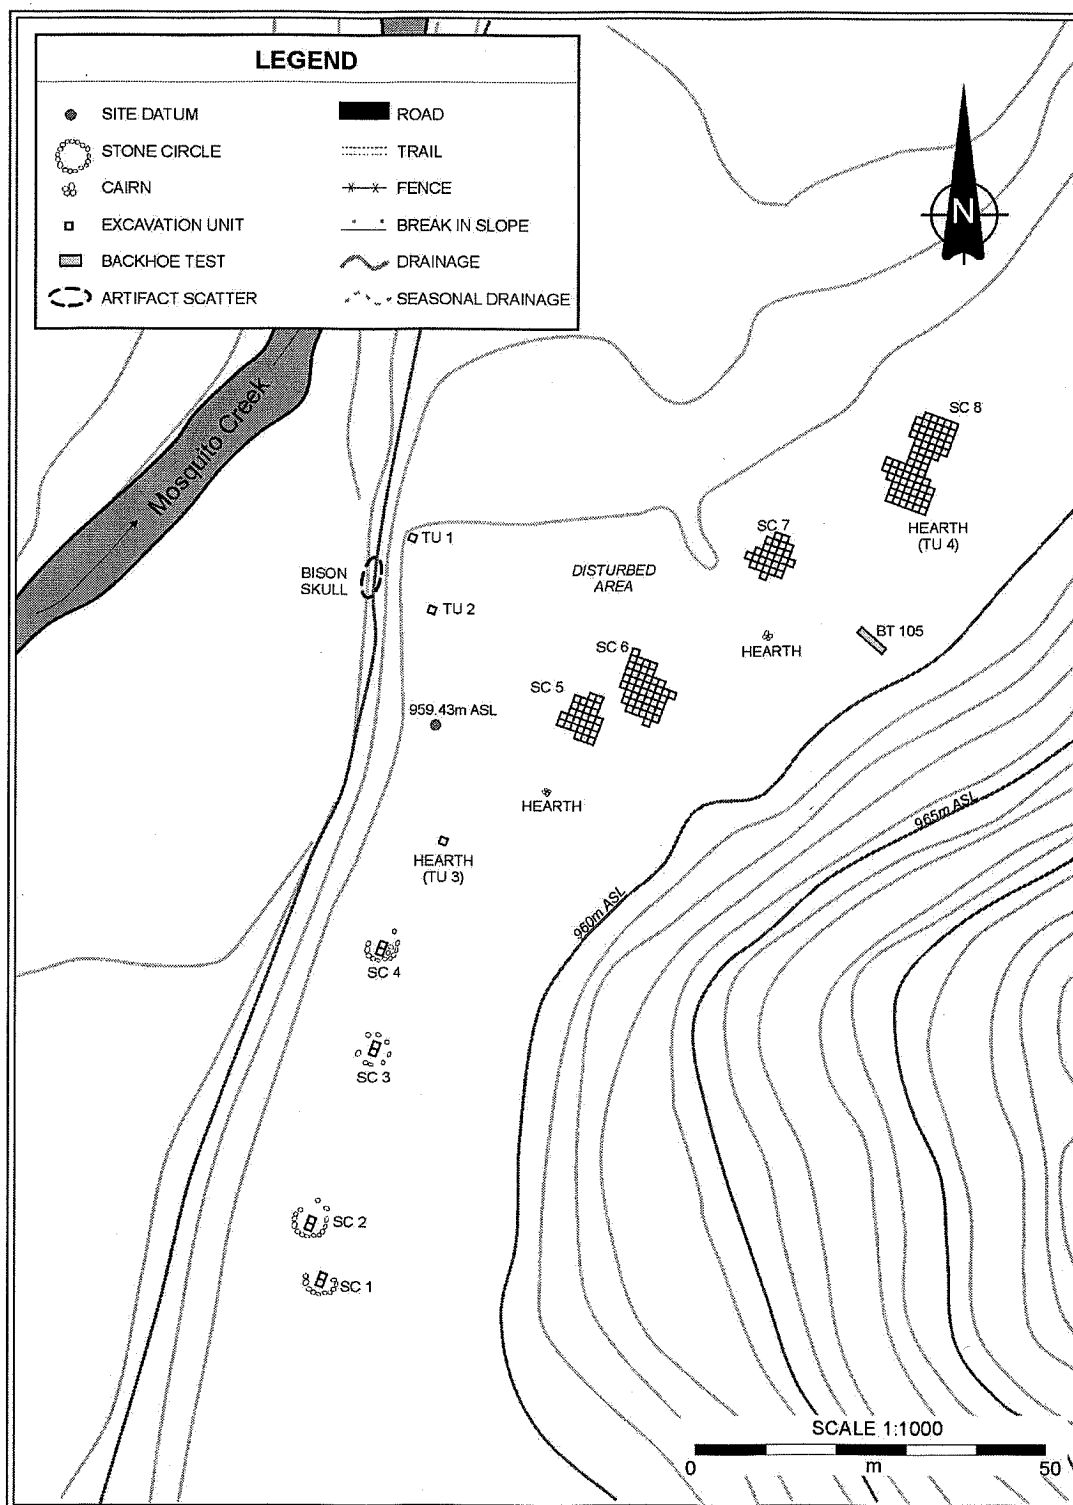 LEGEND
SITE DATUM
STONE CIRCLE
CAIRN
EXCAVATION UNIT
BACKHOE TEST
ARTIFACT SCATTER
ROAD
TRAIL
FENCE
BREAK IN SLOPE
DRAINAGE
SEASONAL DRAINAGE
N
Mosquito Creek
SC 8
HEARTH
(TU 4)
SC 7
TU 1
BISON
SKULL
DISTURBED
AREA
TU 2
BT 105
HEARTH
SC 6
SC 5
959.43m ASL
HEARTH
965m ASL
HEARTH
(TU 3)
960m ASL
SC 4
SC 3
SC 2
SC 1
SCALE 1:1000
0 m 50